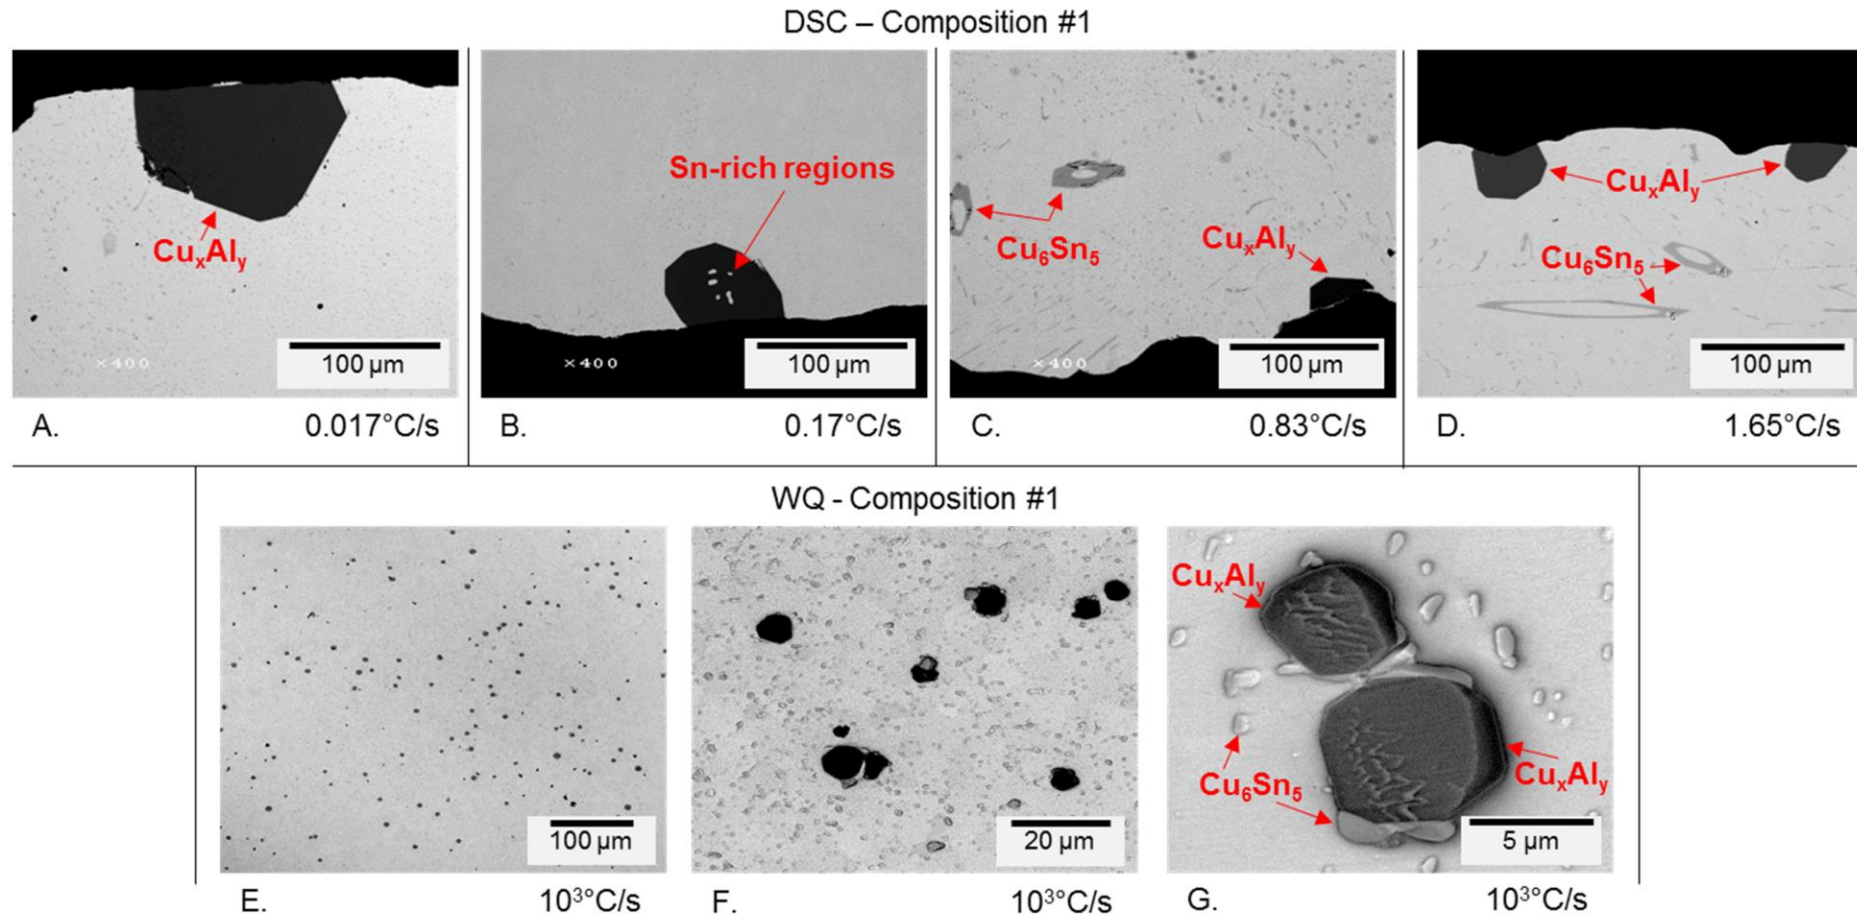 DSC – Composition #1
CuxAly
×400
100 µm
A.
0.017°C/s
Sn-rich regions
×400
100 µm
B.
0.17°C/s
Cu6Sn5
CuxAly
×400
100 µm
C.
0.83°C/s
CuxAly
Cu6Sn5
100 µm
D.
1.65°C/s
WQ - Composition #1
100 µm
E.
10³°C/s
20 µm
F.
10³°C/s
CuxAly
Cu6Sn5
CuxAly
5 µm
G.
10³°C/s